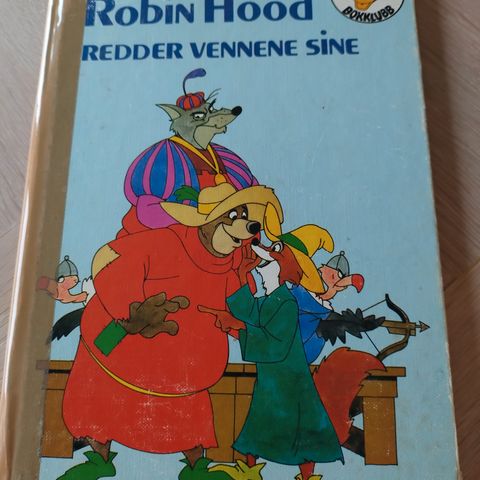 Robin Hood
REDDER VENNENE SINE
BOKKLUBB